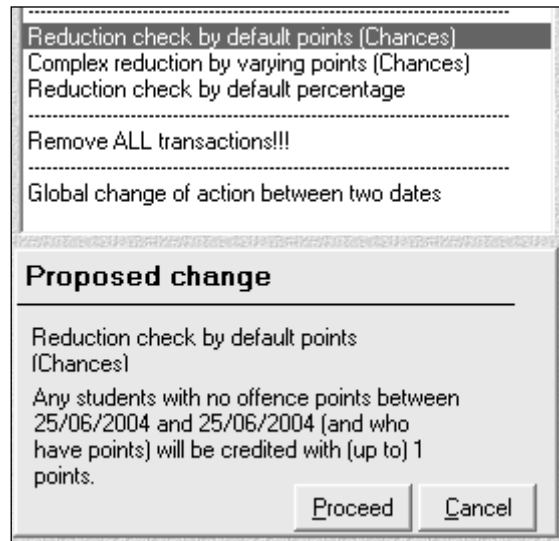 Reduction check by default points (Chances)
Complex reduction by varying points (Chances)
Reduction check by default percentage
Remove ALL transactions!!!
Global change of action between two dates
Proposed change
Reduction check by default points
(Chances)
Any students with no offence points between
25/06/2004 and 25/06/2004 (and who
have points) will be credited with (up to) 1
points.
Proceed Cancel